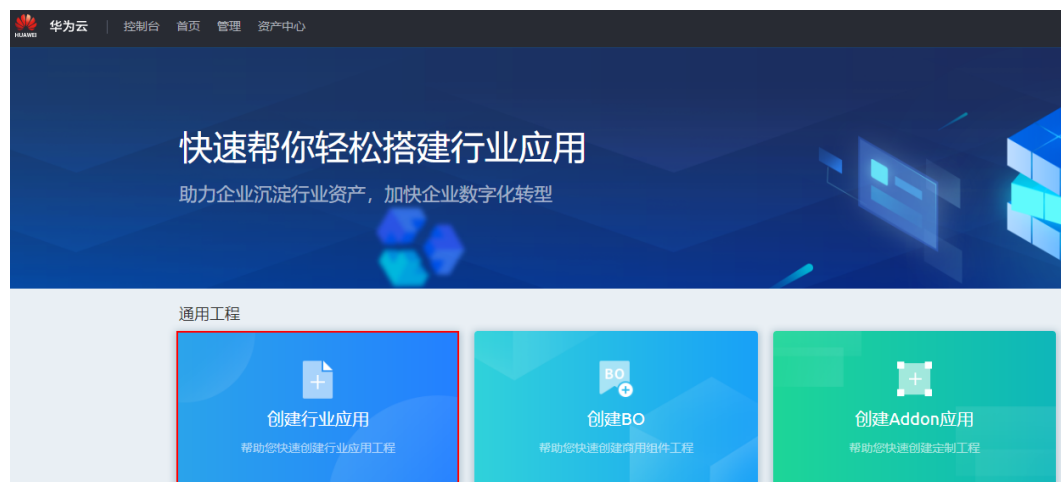 HUAWEI 华为云 控制台 首页 管理 资产中心
快速帮你轻松搭建行业应用
助力企业沉淀行业资产，加快企业数字化转型
通用工程
BO
创建行业应用 创建BO 创建Addon应用
帮助您快速创建行业应用工程 帮助您快速创建商用组件工程 帮助您快速创建定制工程